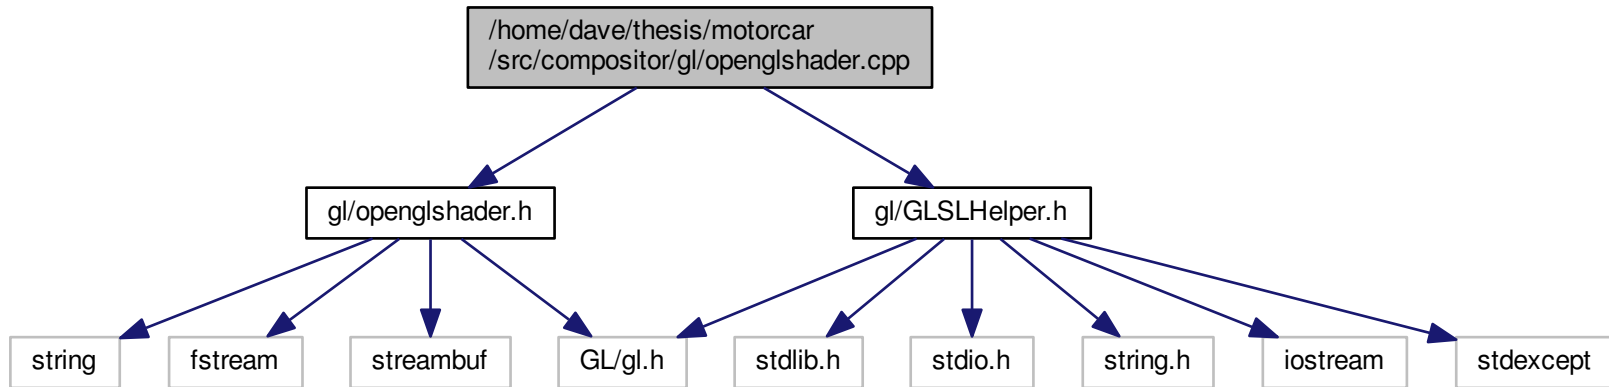 /home/dave/thesis/motorcar
/src/compositor/gl/openglshader.cpp
gl/openglshader.h
gl/GLSLHelper.h
string
fstream
streambuf
GL/gl.h
stdlib.h
stdio.h
string.h
iostream
stdexcept